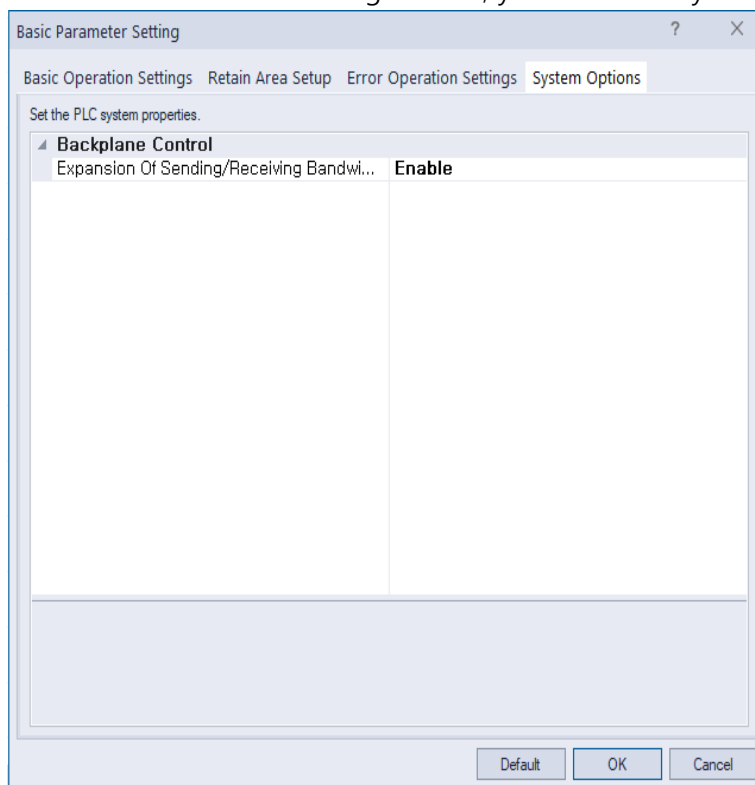 Basic Parameter Setting ? X
Basic Operation Settings Retain Area Setup Error Operation Settings System Options
Set the PLC system properties.
Backplane Control
Expansion Of Sending/Receiving Bandwi... Enable
Default OK Cancel